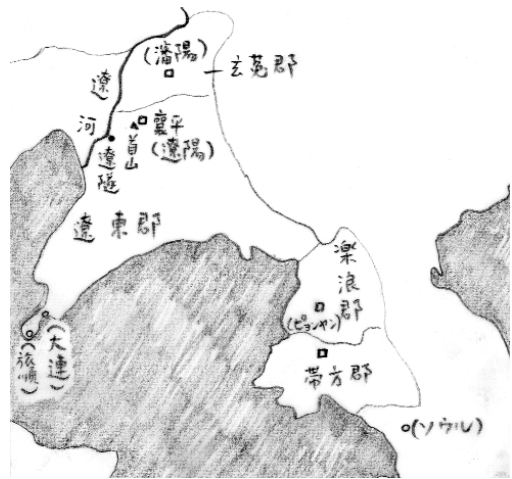 (瀋陽)
玄菟郡
遼河
襄平
(遼陽)
首山
遼隧
遼東郡
楽浪郡
(ピョンヤン)
帯方郡
(大連)
(旅順)
(ソウル)